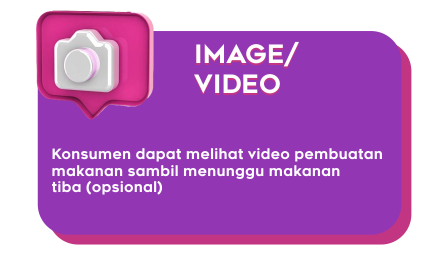 IMAGE/
VIDEO
Konsumen dapat melihat video pembuatan
makanan sambil menunggu makanan
tiba (opsional)